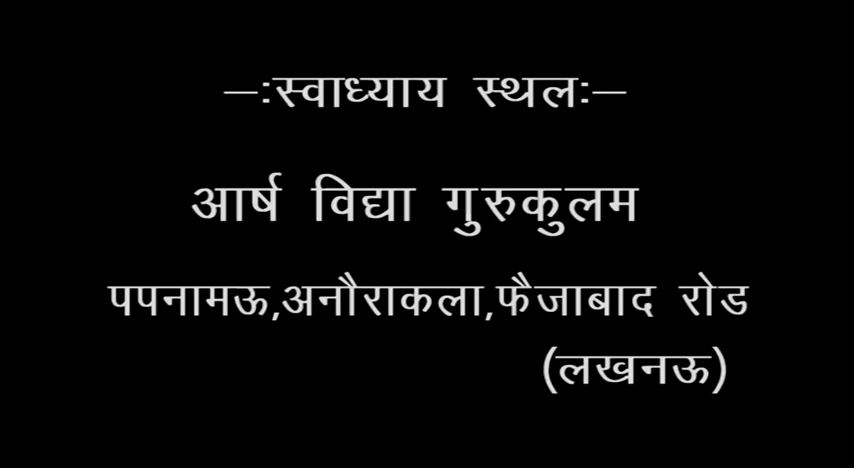 –:स्वाध्याय स्थल:–
आर्ष विद्या गुरुकुलम
पपनामऊ,अनौराकला,फैजाबाद रोड
(लखनऊ)